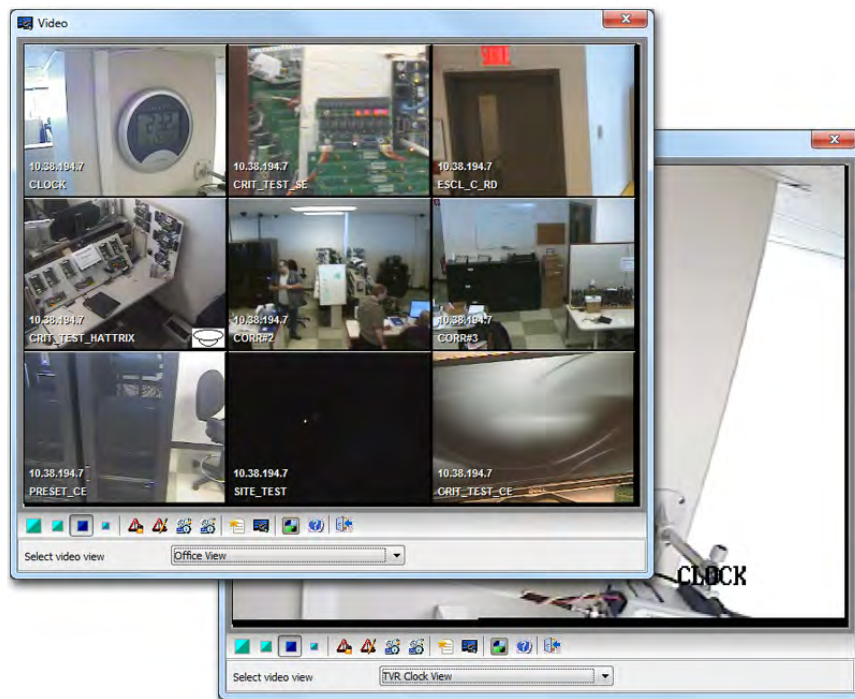 Video
10.38.194.7
CLOCK
10.38.194.7
CRIT_TEST_SE
EXIT
10.38.194.7
ESCL_C_RD
10.38.194.7
CRIT_TEST_HATTRIX
10.38.194.7
CORR#2
10.38.194.7
CORR#3
10.38.194.7
PRESET_CE
10.38.194.7
SITE_TEST
10.38.194.7
CRIT_TEST_CE
Select video view
Office View
CLOCK
Select video view
TVR Clock View